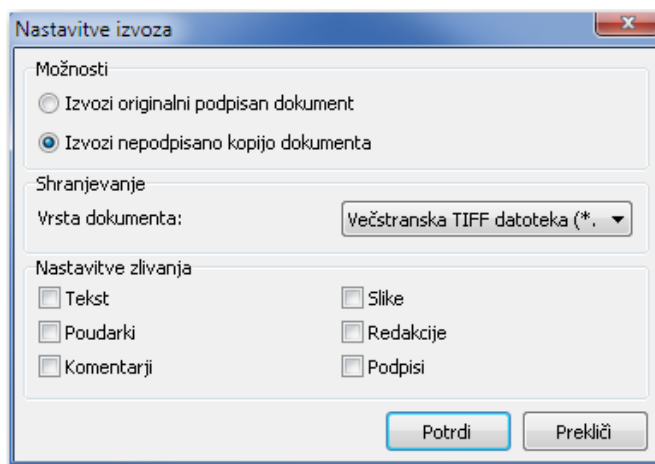 Nastavitve izvoza
Možnosti
Izvozi originalni podpisan dokument
Izvozi nepodpisano kopijo dokumenta
Shranjevanje
Vrsta dokumenta: Večstranska TIFF datoteka (*.
Nastavitve zlivanja
Tekst Slike
Poudarki Redakcije
Komentarji Podpisi
Potrdi Prekliči